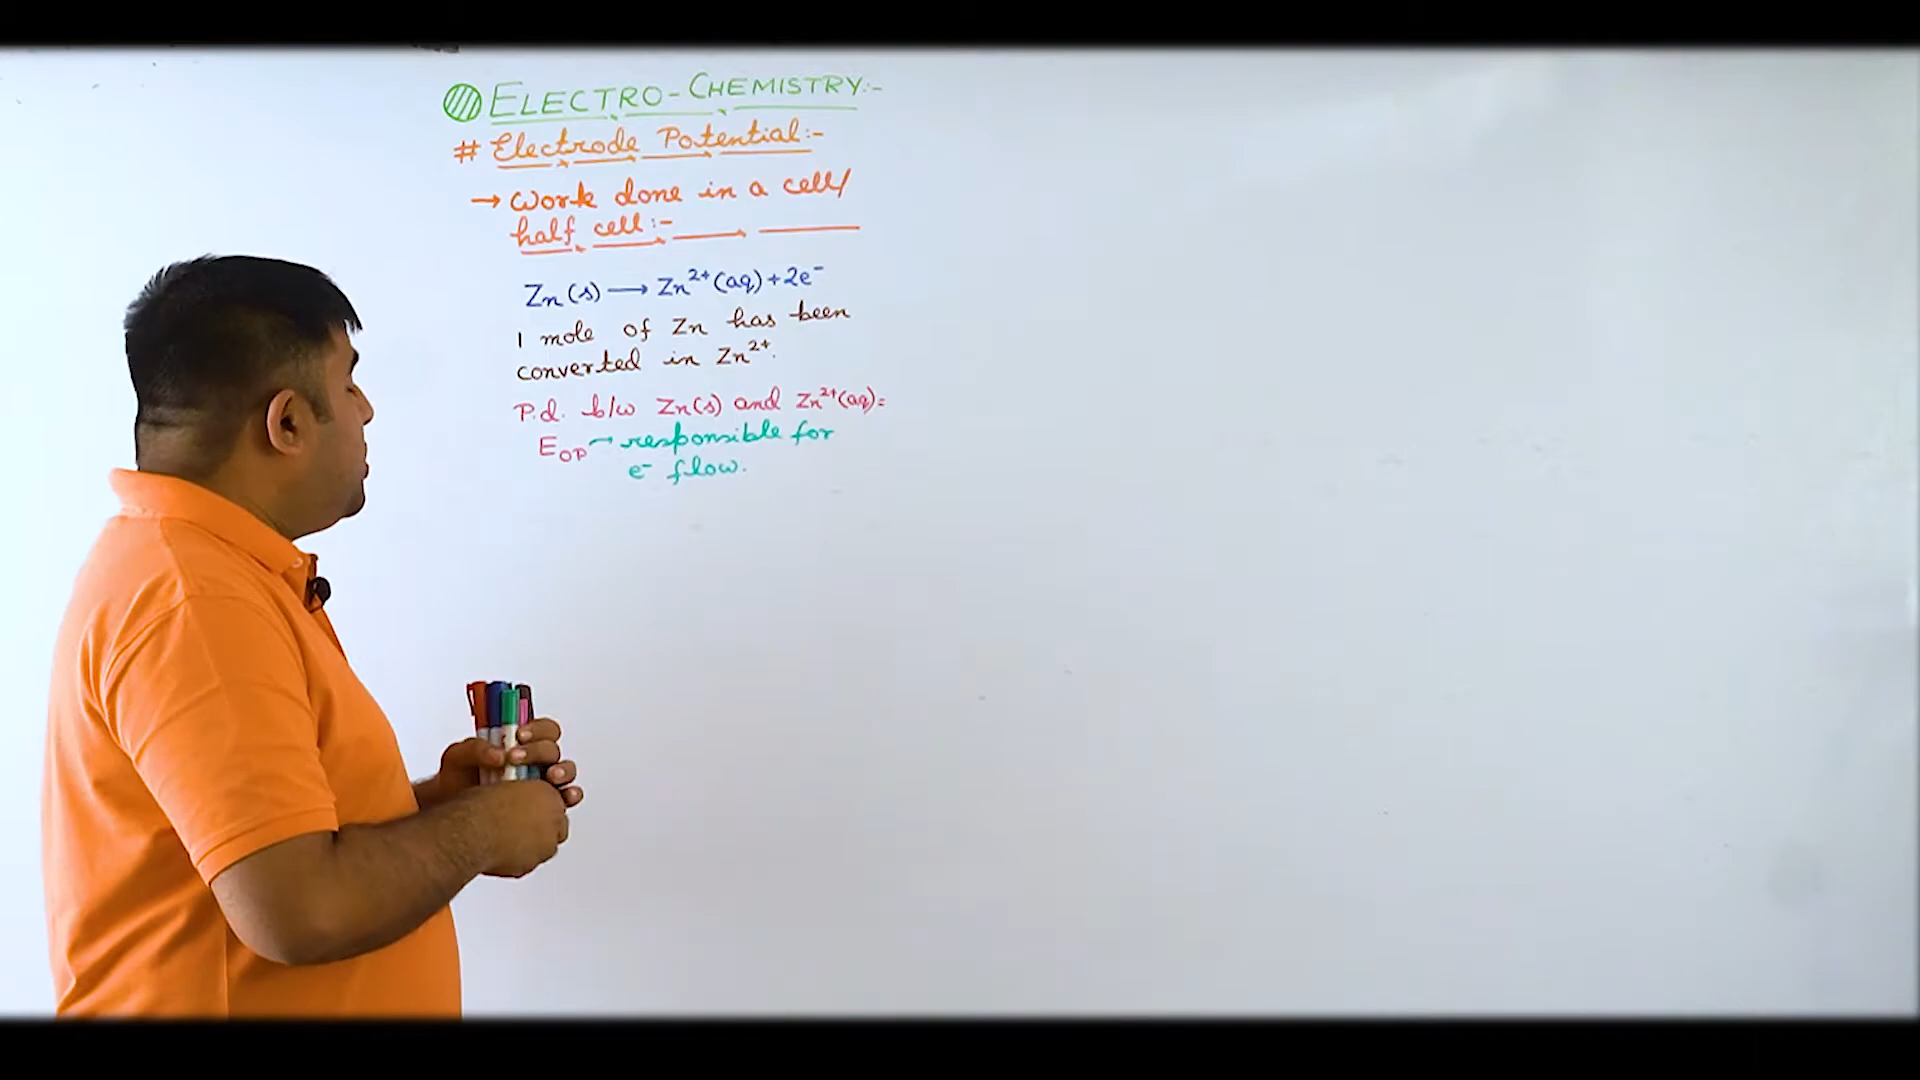 ELECTRO-CHEMISTRY:-
# Electrode Potential:-
→ Work done in a cell/
half cell:-
Zn(s) → Zn²⁺(aq) + 2e⁻
1 mole of Zn has been
converted in Zn²⁺.
P.d. b/w Zn(s) and Zn²⁺(aq)=
E_OP → responsible for
e⁻ flow.